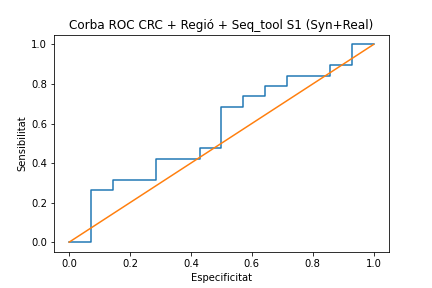 Corba ROC CRC + Regió + Seq_tool S1 (Syn+Real)
1.0
0.8
0.6
0.4
0.2
0.0
Sensibilitat
0.0 0.2 0.4 0.6 0.8 1.0
Especificitat